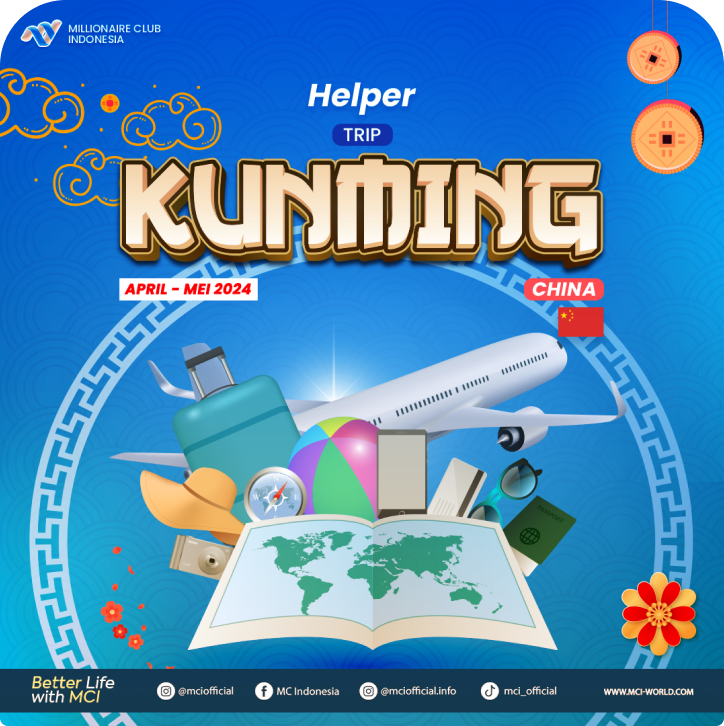 MILLIONAIRE CLUB
INDONESIA
Helper
TRIP
KUNMING
APRIL - MEI 2024
CHINA
PASSPORT
Better Life
with MCI
@mciofficial
MC Indonesia
@mciofficial.info
mci_official
WWW.MCI-WORLD.COM